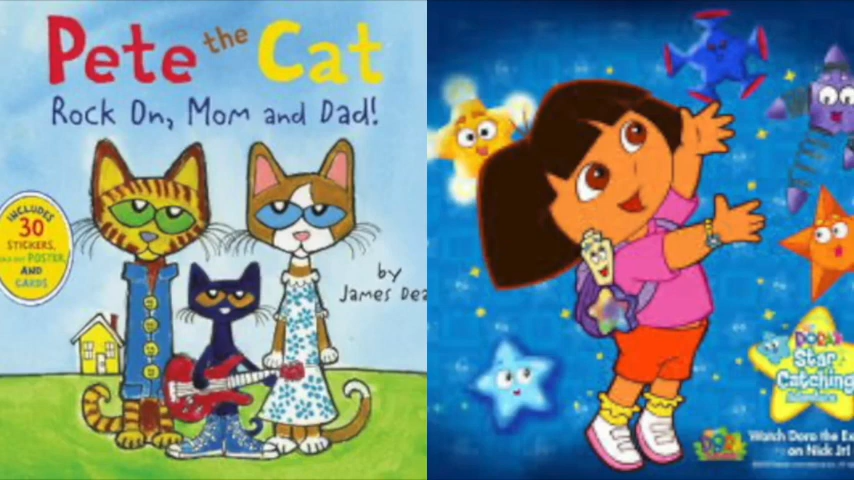 Pete the Cat
Rock On, Mom and Dad!
INCLUDES
30
STICKERS,
POSTER,
AND
CARDS
by
James Dea
DORA'S
Star
Catching
Watch Dora the Ex
on Nick Jr!